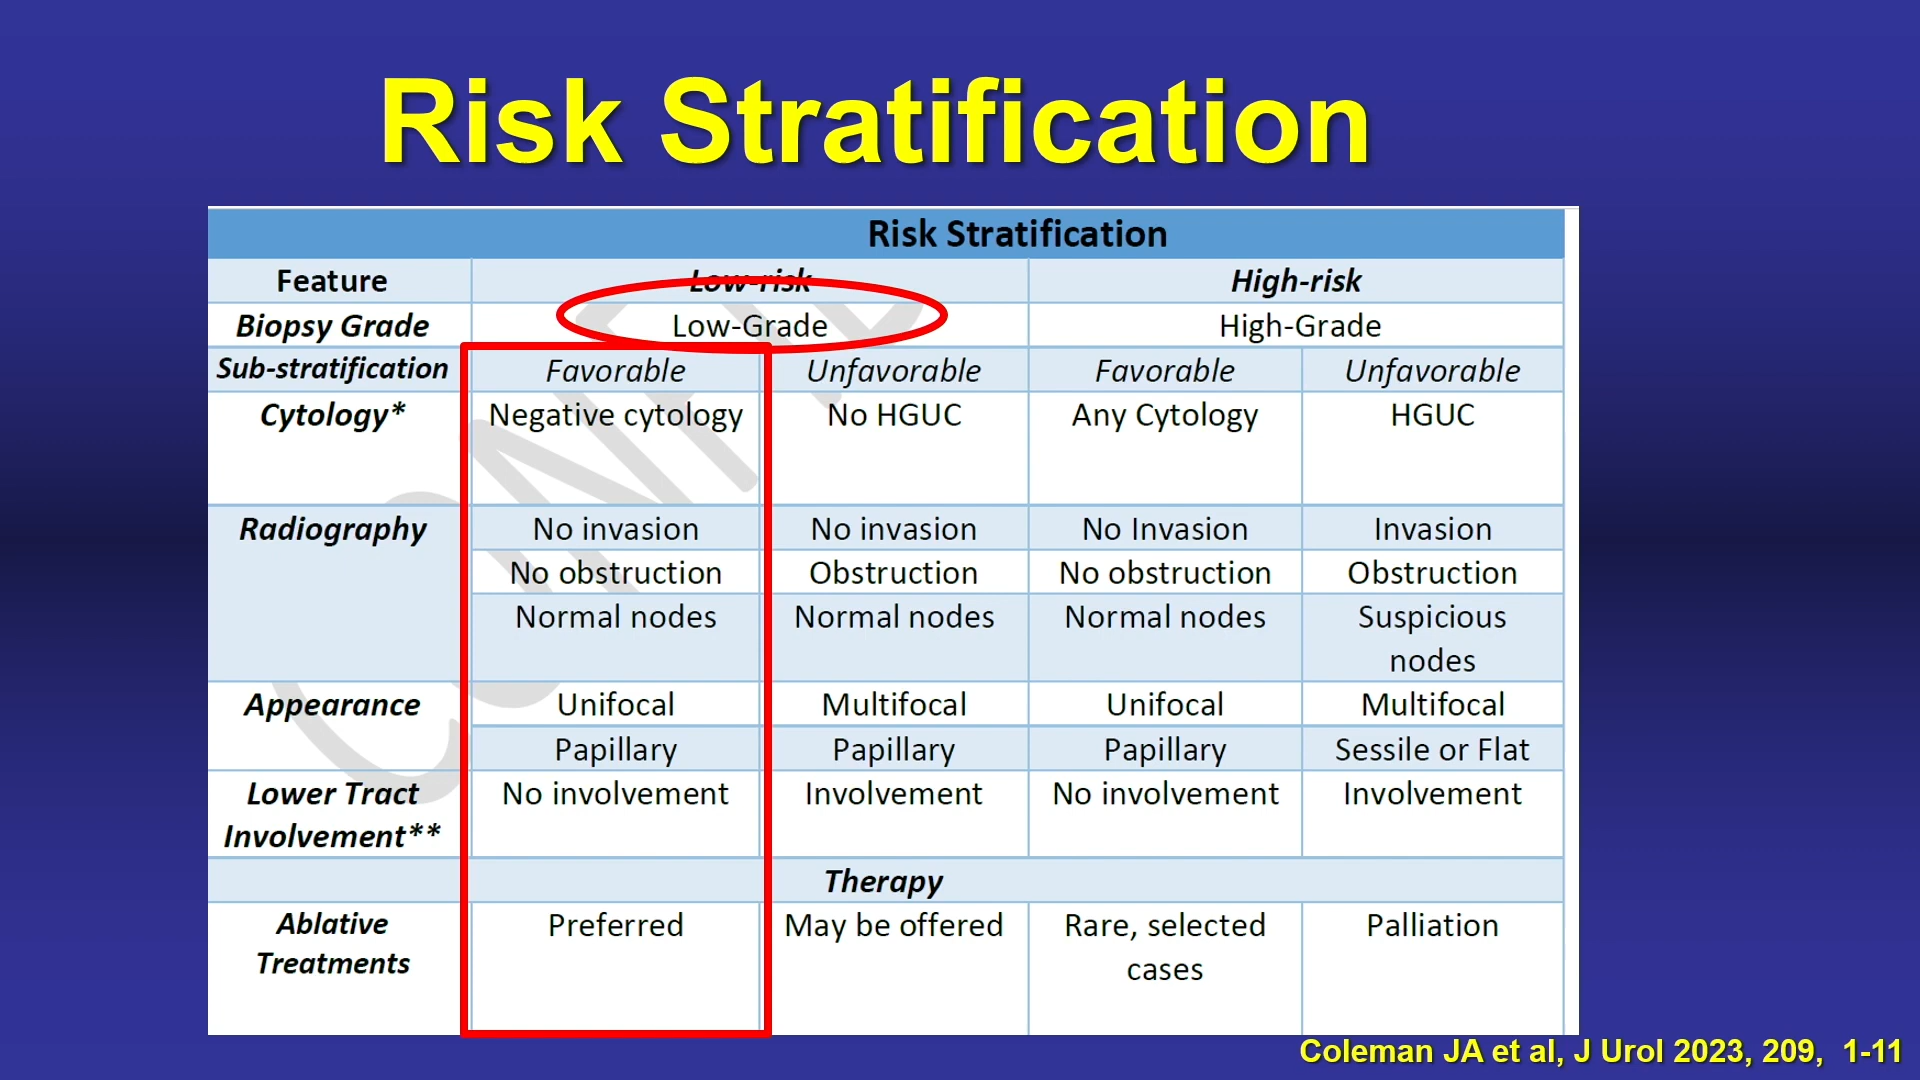 Risk Stratification
Risk Stratification
Feature Low-risk High-risk
Biopsy Grade Low-Grade High-Grade
Sub-stratification Favorable Unfavorable Favorable Unfavorable
Cytology* Negative cytology No HGUC Any Cytology HGUC
Radiography No invasion No invasion No Invasion Invasion
No obstruction Obstruction No obstruction Obstruction
Normal nodes Normal nodes Normal nodes Suspicious
nodes
Appearance Unifocal Multifocal Unifocal Multifocal
Papillary Papillary Papillary Sessile or Flat
Lower Tract No involvement Involvement No involvement Involvement
Involvement**
Therapy
Ablative Preferred May be offered Rare, selected Palliation
Treatments cases
Coleman JA et al, J Urol 2023, 209, 1-11